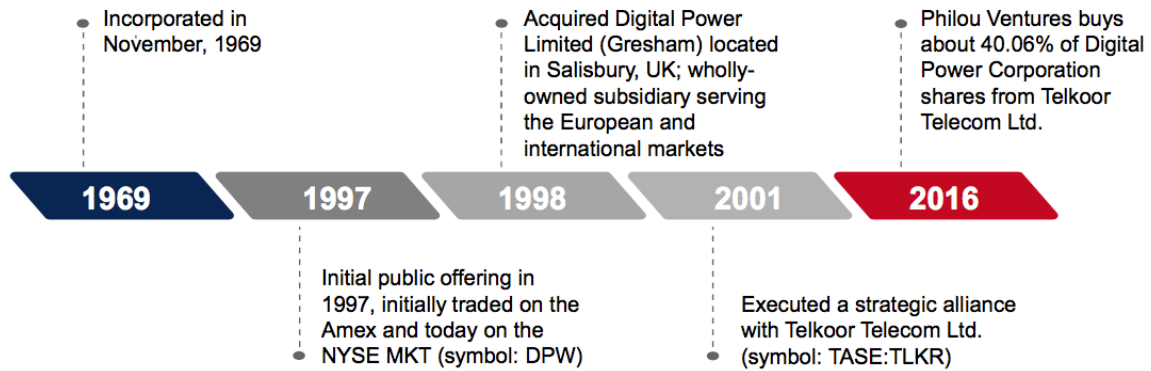 Incorporated in
November, 1969
Acquired Digital Power
Limited (Gresham) located
in Salisbury, UK; wholly-
owned subsidiary serving
the European and
international markets
Philou Ventures buys
about 40.06% of Digital
Power Corporation
shares from Telkoor
Telecom Ltd.
1969
1997
1998
2001
2016
Initial public offering in
1997, initially traded on the
Amex and today on the
NYSE MKT (symbol: DPW)
Executed a strategic alliance
with Telkoor Telecom Ltd.
(symbol: TASE:TLKR)